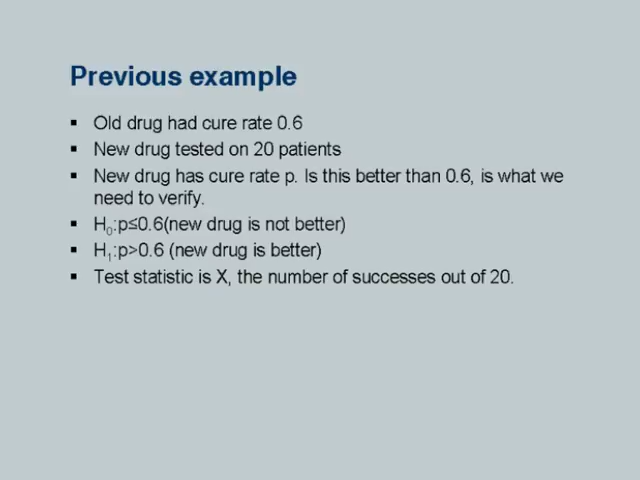 Previous example
▪ Old drug had cure rate 0.6
▪ New drug tested on 20 patients
▪ New drug has cure rate p. Is this better than 0.6, is what we
need to verify.
▪ H₀:p≤0.6(new drug is not better)
▪ H₁:p>0.6 (new drug is better)
▪ Test statistic is X, the number of successes out of 20.